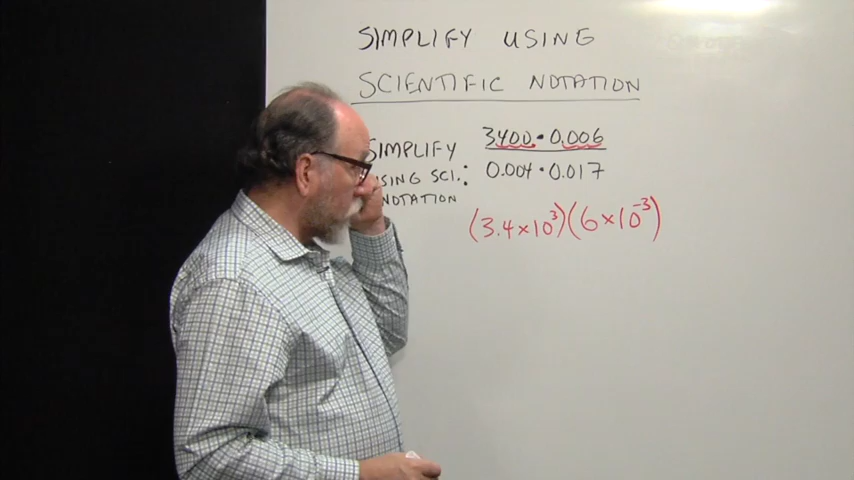 SIMPLIFY USING
SCIENTIFIC NOTATION
SIMPLIFY
USING SCI. :
NOTATION
3400 • 0.006
0.004 • 0.017
(3.4 × 10³)(6 × 10⁻³)